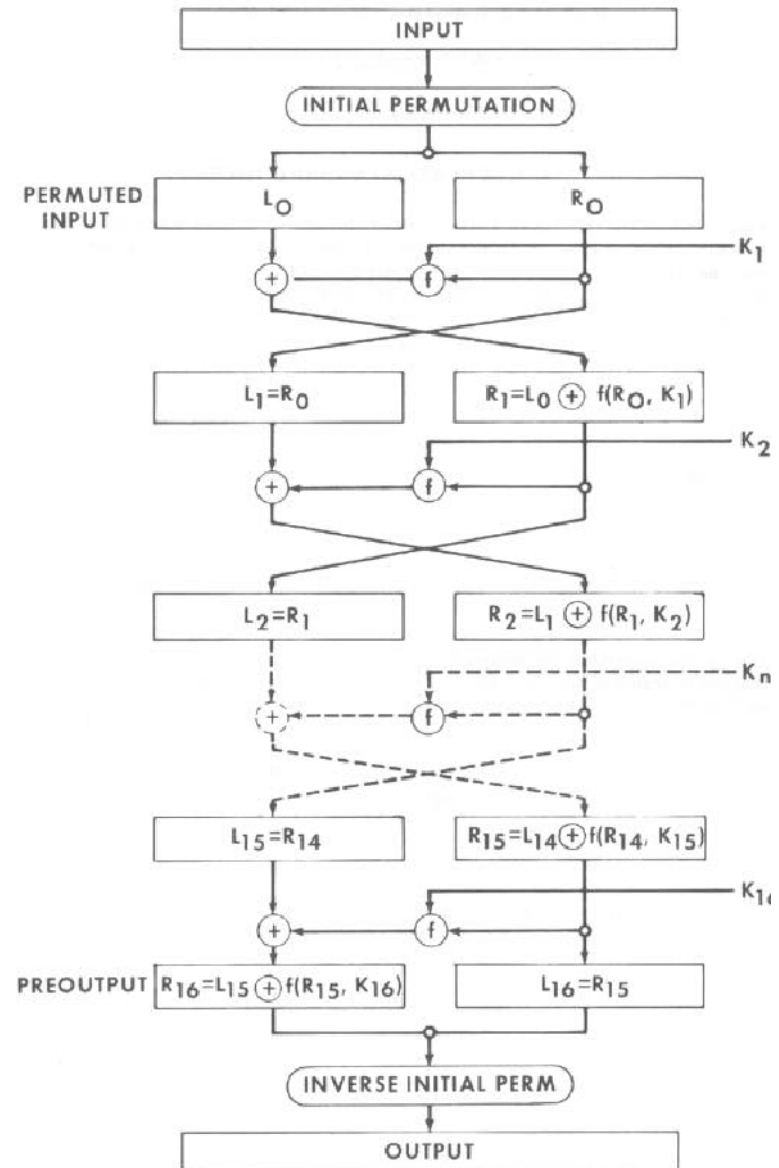 INPUT
INITIAL PERMUTATION
PERMUTED
INPUT
L₀
R₀
K₁
+
f
L₁=R₀
R₁=L₀ ⊕ f(R₀, K₁)
K₂
+
f
L₂=R₁
R₂=L₁ ⊕ f(R₁, K₂)
Kₙ
+
f
L₁₅=R₁₄
R₁₅=L₁₄⊕f(R₁₄, K₁₅)
K₁₆
+
f
PREOUTPUT
R₁₆=L₁₅⊕f(R₁₅, K₁₆)
L₁₆=R₁₅
INVERSE INITIAL PERM
OUTPUT